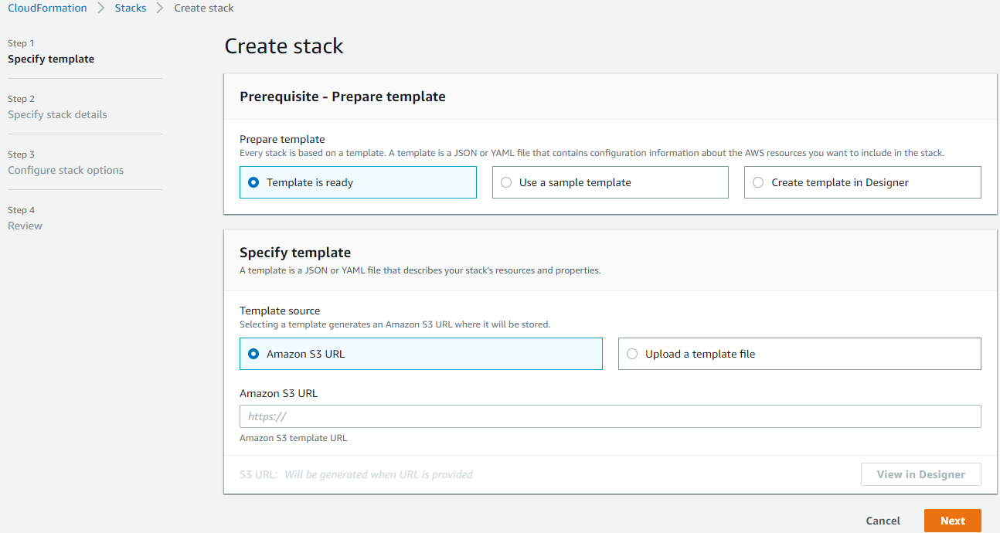 CloudFormation > Stacks > Create stack
Step 1
Specify template
Step 2
Specify stack details
Step 3
Configure stack options
Step 4
Review
Create stack
Prerequisite - Prepare template
Prepare template
Every stack is based on a template. A template is a JSON or YAML file that contains configuration information about the AWS resources you want to include in the stack.
Template is ready
Use a sample template
Create template in Designer
Specify template
A template is a JSON or YAML file that describes your stack's resources and properties.
Template source
Selecting a template generates an Amazon S3 URL where it will be stored.
Amazon S3 URL
Upload a template file
Amazon S3 URL
https://
Amazon S3 template URL
S3 URL: Will be generated when URL is provided
View in Designer
Cancel
Next